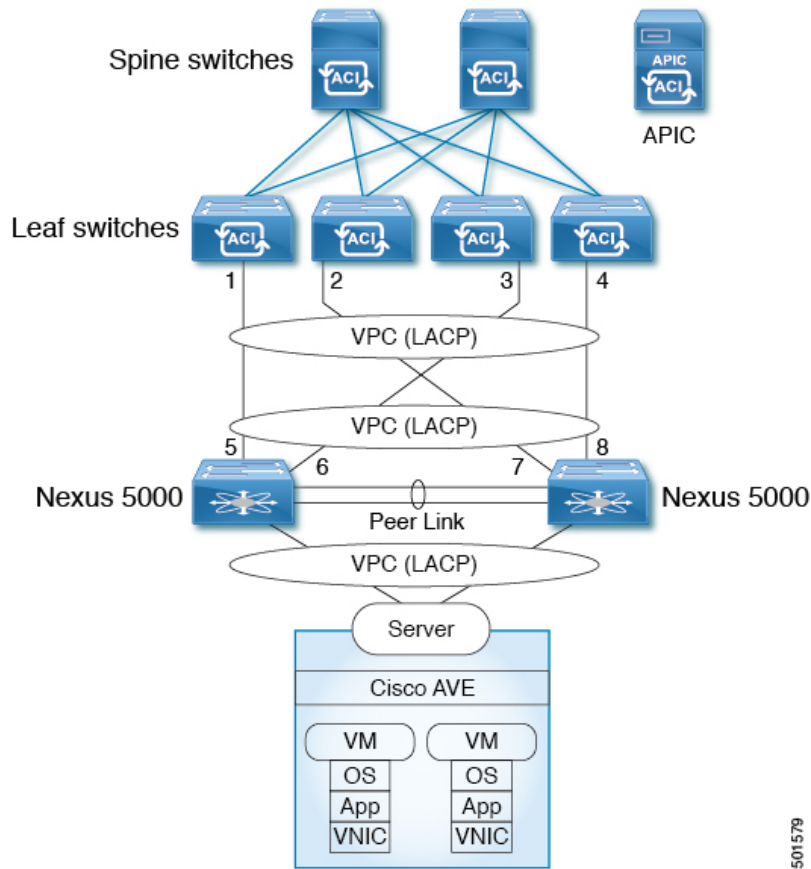 Spine switches
ACI
ACI
APIC
ACI
APIC
Leaf switches
ACI
ACI
ACI
ACI
1
2
3
4
VPC (LACP)
VPC (LACP)
5
6
7
8
Nexus 5000
Nexus 5000
Peer Link
VPC (LACP)
Server
Cisco AVE
VM
VM
OS
OS
App
App
VNIC
VNIC
501579